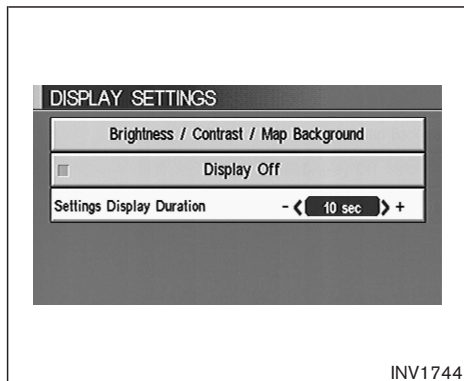 DISPLAY SETTINGS
Brightness / Contrast / Map Background
Display Off
Settings Display Duration - < 10 sec > +
INV1744